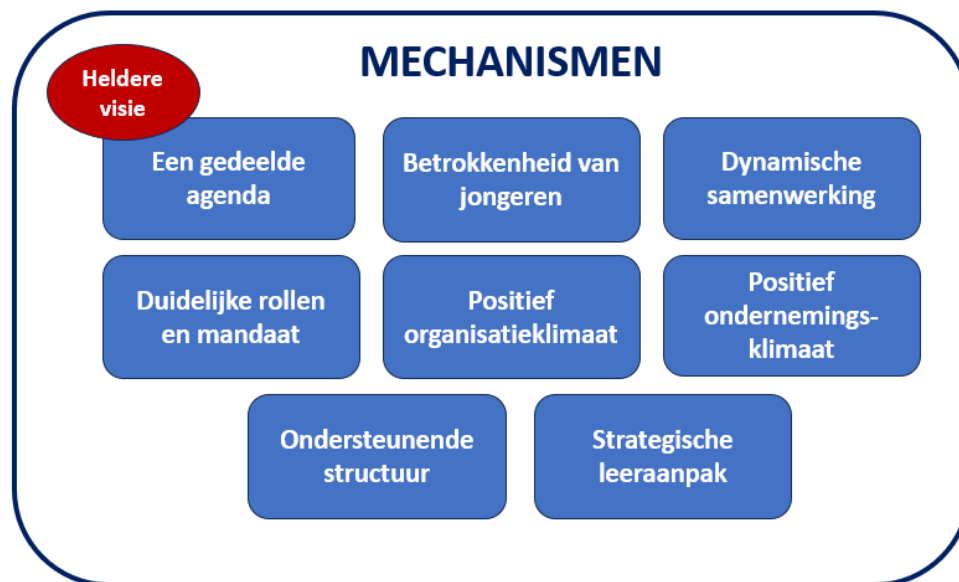 MECHANISMEN
Heldere
visie
Een gedeelde
agenda
Betrokkenheid van
jongeren
Dynamische
samenwerking
Duidelijke rollen
en mandaat
Positief
organisatieklimaat
Positief
ondernemings-
klimaat
Ondersteunende
structuur
Strategische
leeraanpak